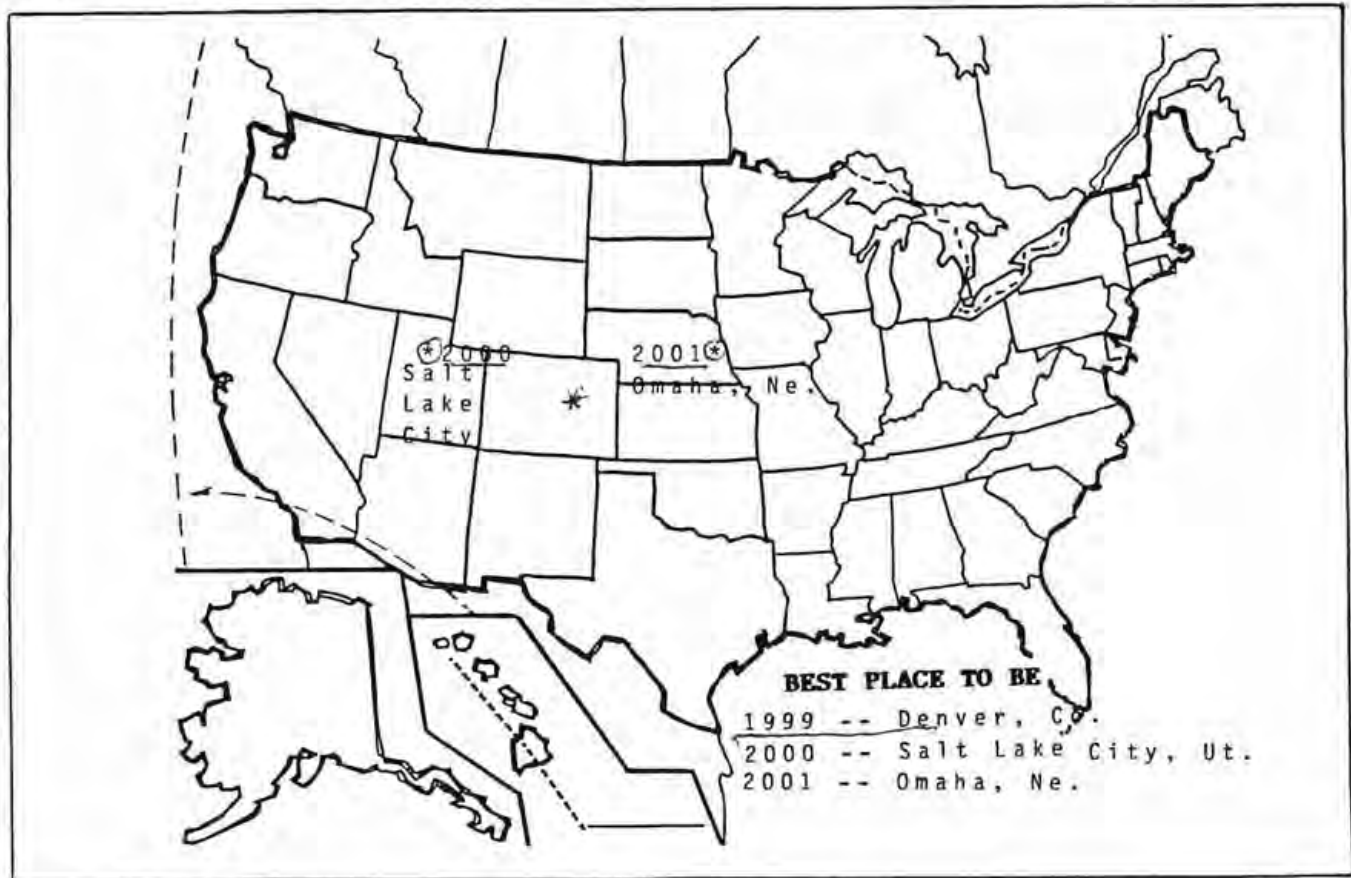 *2000
Salt
Lake
City
2001*
Omaha, Ne.
*
BEST PLACE TO BE
1999 -- Denver, Co.
2000 -- Salt Lake City, Ut.
2001 -- Omaha, Ne.